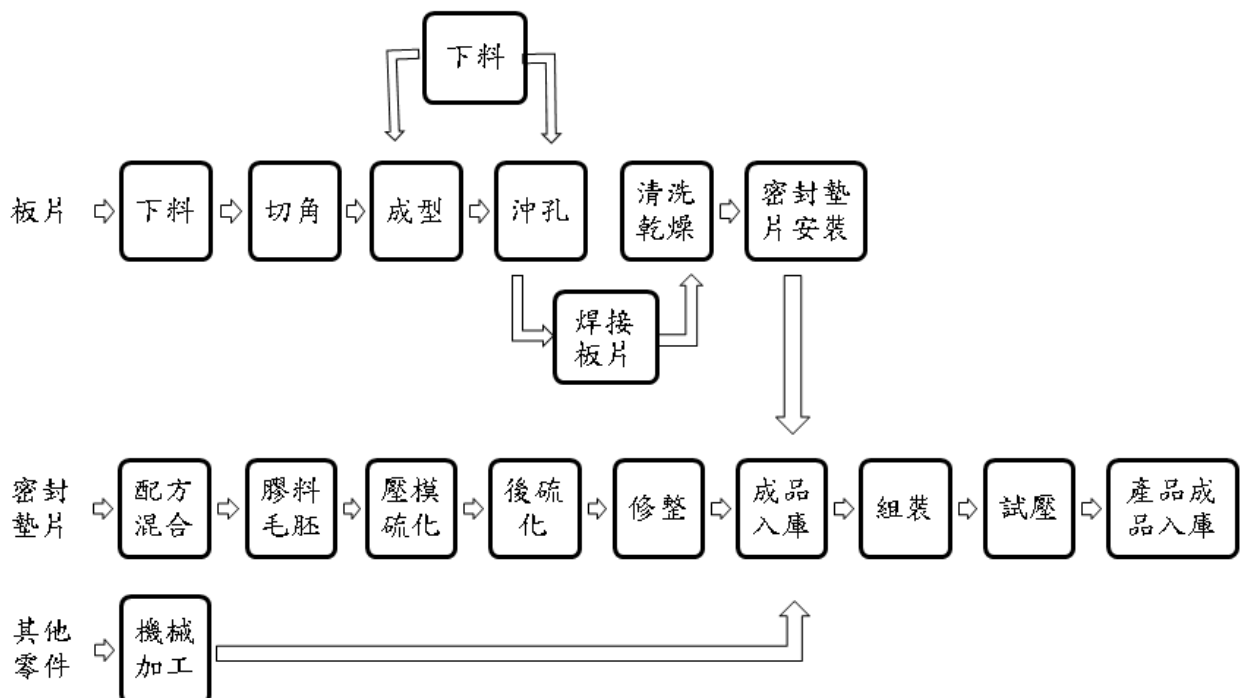 下料
板片
下料
切角
成型
沖孔
清洗
乾燥
密封墊
片安裝
焊接
板片
密封
墊片
配方
混合
膠料
毛胚
壓模
硫化
後硫
化
修整
成品
入庫
組裝
試壓
產品成
品入庫
其他
零件
機械
加工